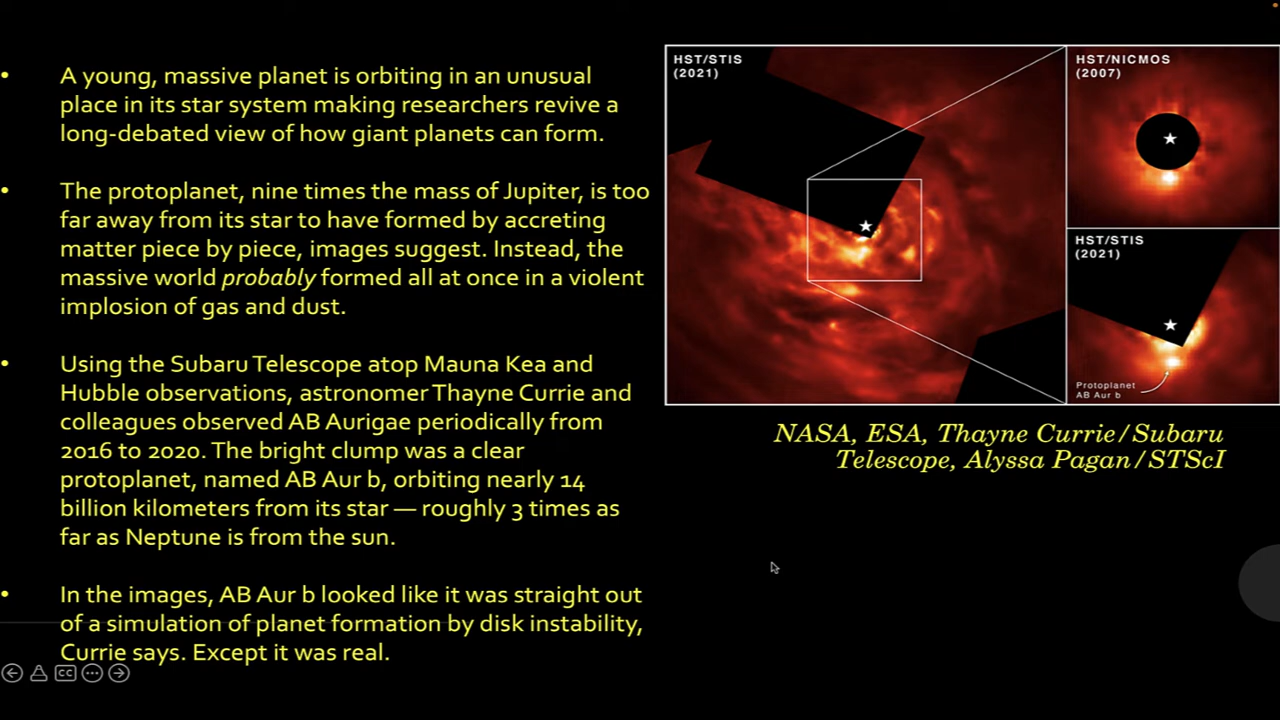 • A young, massive planet is orbiting in an unusual
place in its star system making researchers revive a
long-debated view of how giant planets can form.
• The protoplanet, nine times the mass of Jupiter, is too
far away from its star to have formed by accreting
matter piece by piece, images suggest. Instead, the
massive world probably formed all at once in a violent
implosion of gas and dust.
• Using the Subaru Telescope atop Mauna Kea and
Hubble observations, astronomer Thayne Currie and
colleagues observed AB Aurigae periodically from
2016 to 2020. The bright clump was a clear
protoplanet, named AB Aur b, orbiting nearly 14
billion kilometers from its star — roughly 3 times as
far as Neptune is from the sun.
• In the images, AB Aur b looked like it was straight out
of a simulation of planet formation by disk instability,
Currie says. Except it was real.
HST/STIS
(2021)
HST/NICMOS
(2007)
HST/STIS
(2021)
Protoplanet
AB Aur b
NASA, ESA, Thayne Currie/Subaru
Telescope, Alyssa Pagan/STScI
CC